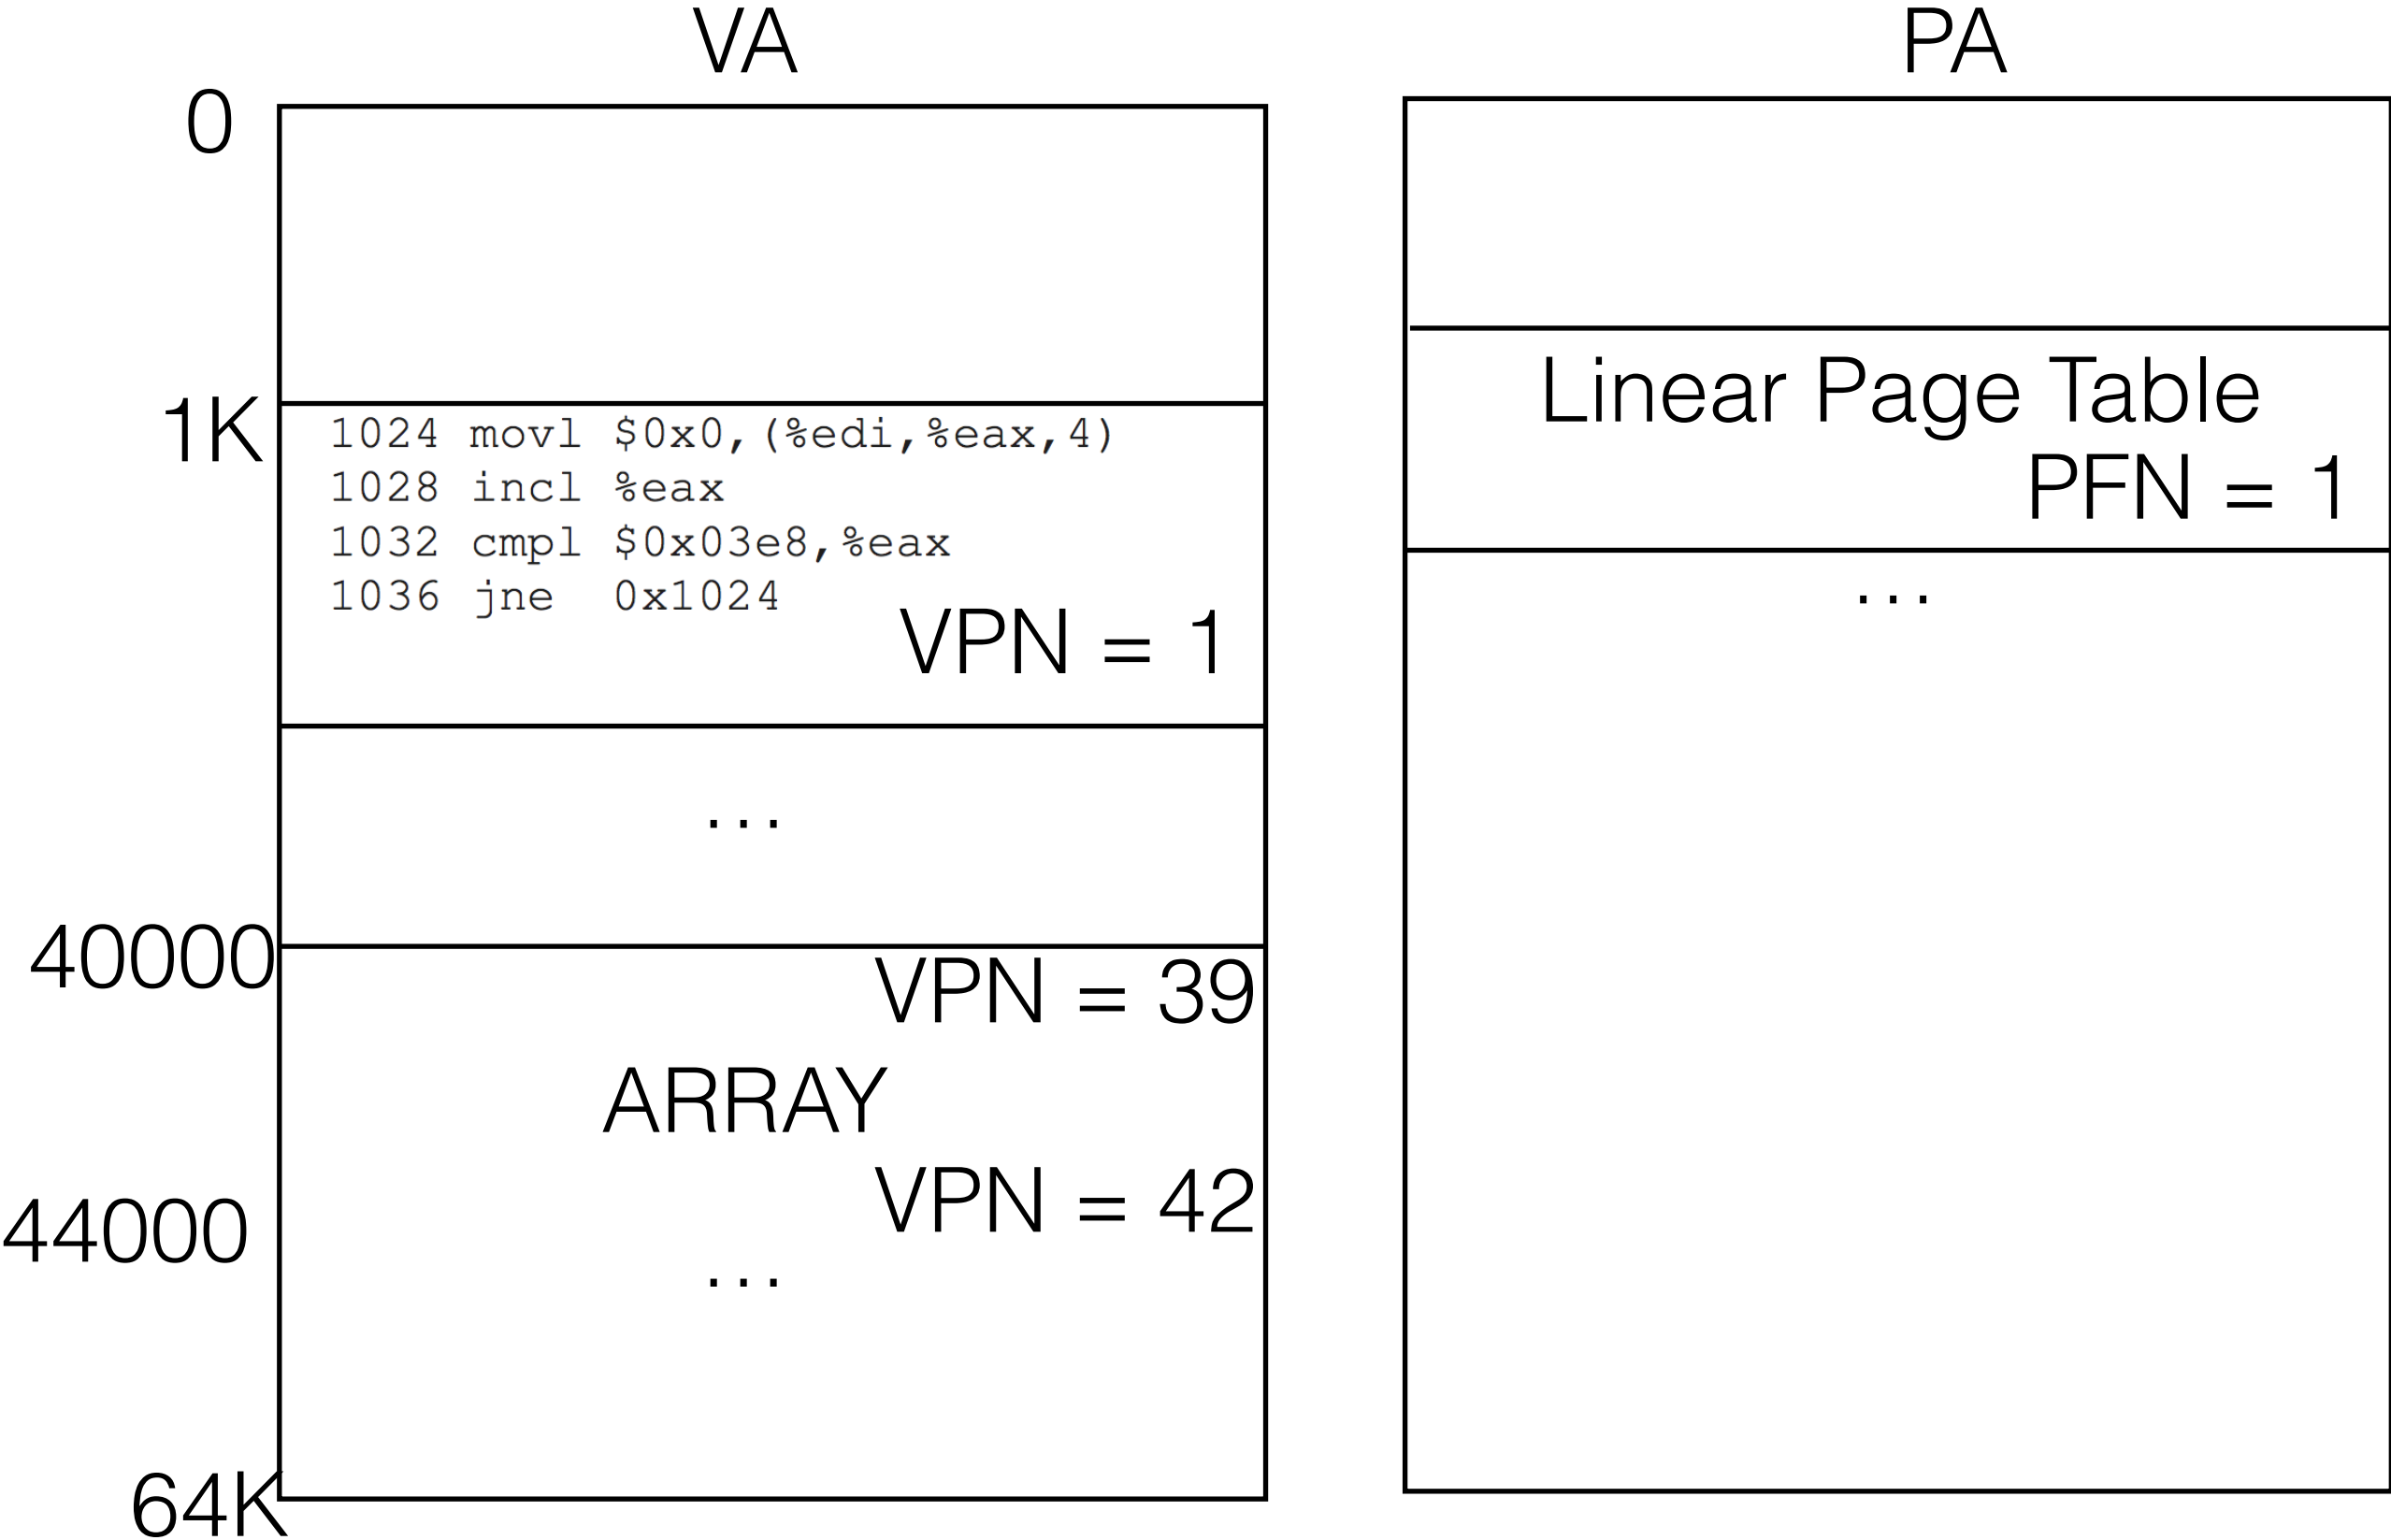 VA
0
1K
1024 movl $0x0,(%edi,%eax,4)
1028 incl %eax
1032 cmpl $0x03e8,%eax
1036 jne 0x1024
VPN = 1
...
40000
VPN = 39
ARRAY
VPN = 42
44000
...
64K
PA
Linear Page Table
PFN = 1
...